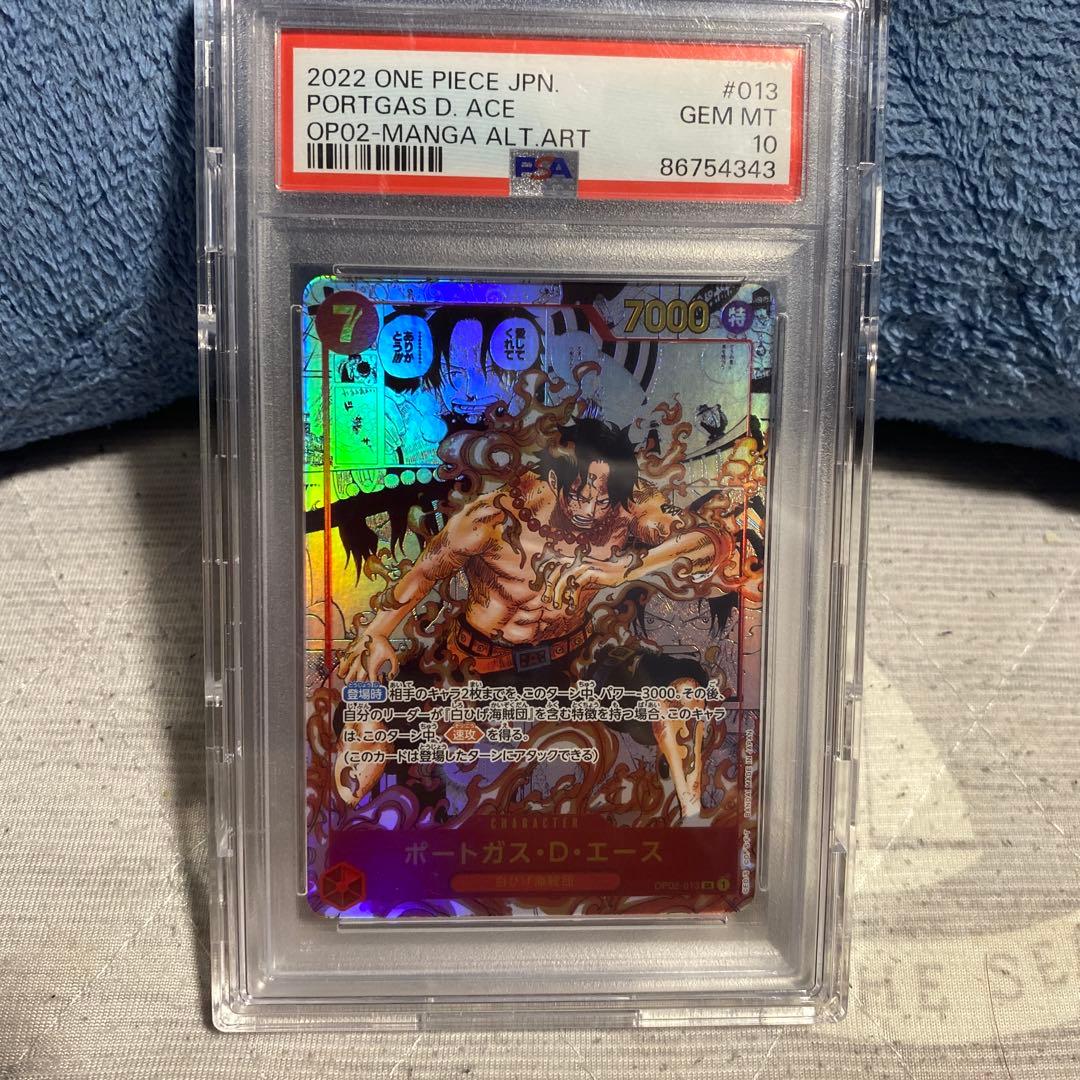 2022 ONE PIECE JPN.
#013
PORTGAS D. ACE
GEM MT
OP02-MANGA ALT.ART
10
PSA
86754343
7
7000
特
愛して
くれて
………
ありが
とう!!!
登場時 相手のキャラ2枚までを、このターン中、パワー-3000。その後、
自分のリーダーが『白ひげ海賊団』を含む特徴を持つ場合、このキャラ
は、このターン中、速攻 を得る。
(このカードは登場したターンにアタックできる)
CHARACTER
ポートガス・D・エース
白ひげ海賊団
OP02-013 SR 1